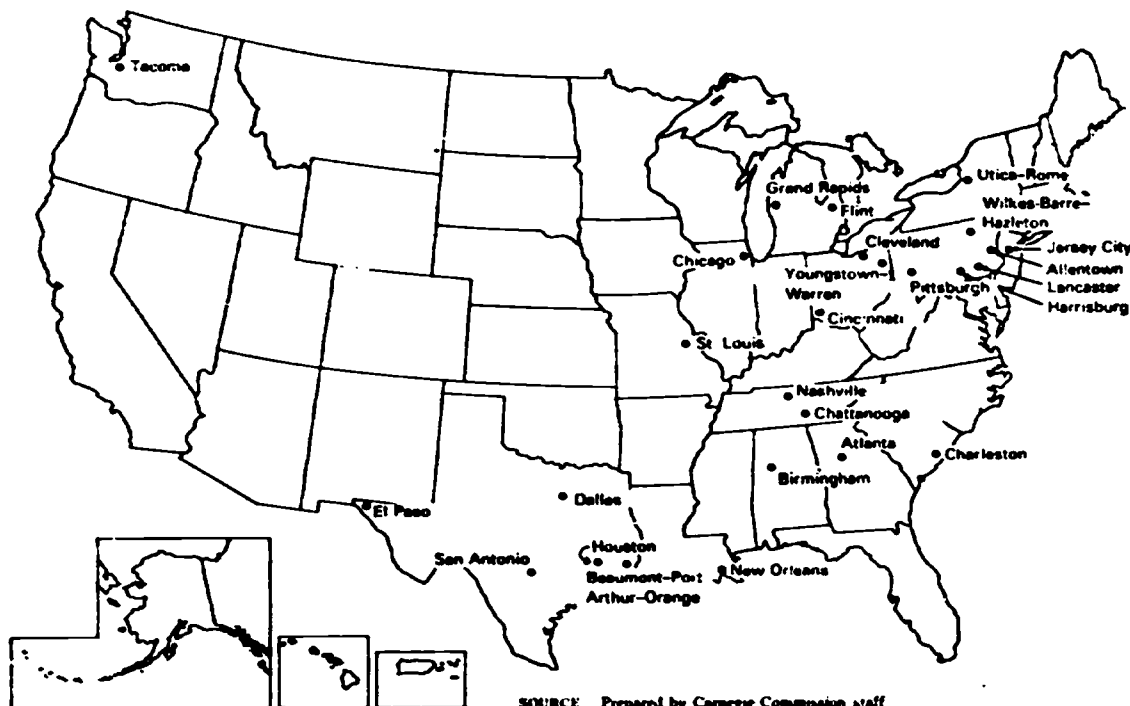 Tacoma
Utica-Rome
Grand Rapids
Flint
Wilkes-Barre-
Hazleton
Cleveland
Jersey City
Chicago
Youngstown-
Warren
Allentown
Pittsburgh
Lancaster
Harrisburg
Cincinnati
St. Louis
Nashville
Chattanooga
Atlanta
Charleston
Birmingham
Dallas
El Paso
Houston
San Antonio
New Orleans
Beaumont-Port
Arthur-Orange
SOURCE Prepared by Carnegie Commission staff